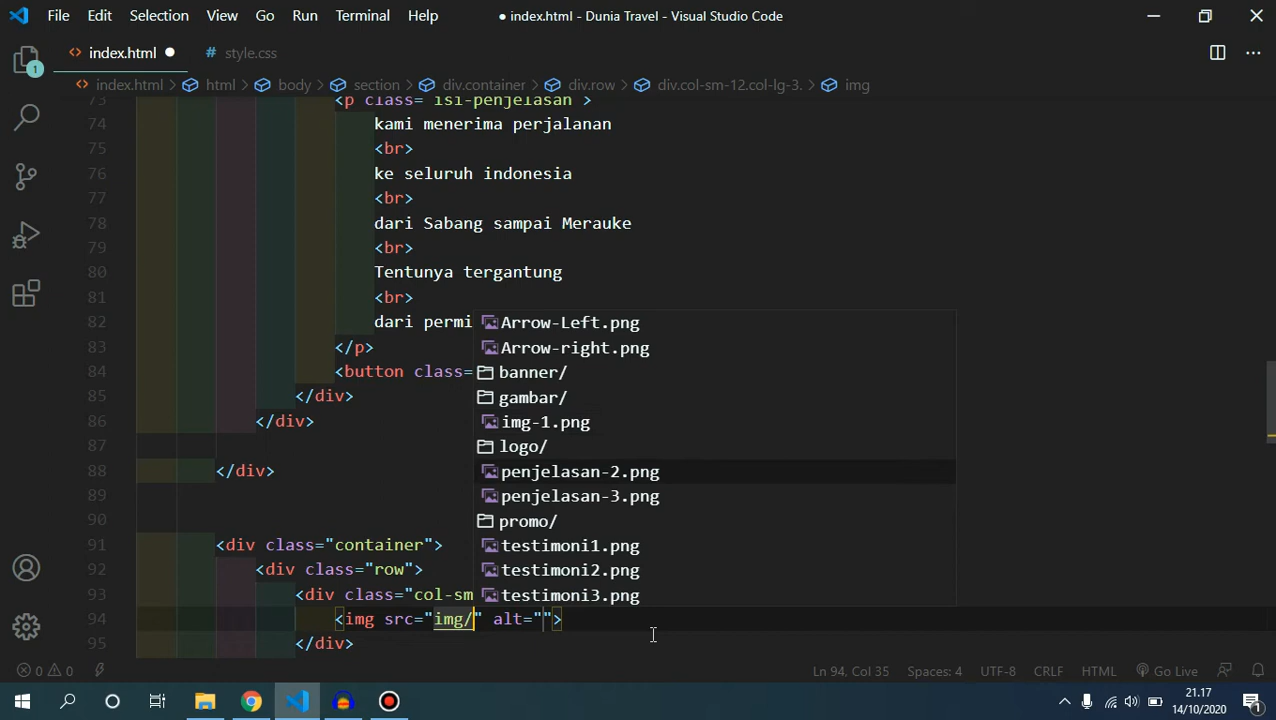 File Edit Selection View Go Run Terminal Help
● index.html - Dunia Travel - Visual Studio Code
1
<> index.html ●
# style.css
<> index.html > html > body > section > div.container > div.row > div.col-sm-12.col-lg-3. > img
73 <p class="isi-penjelasan">
74 kami menerima perjalanan
75 <br>
76 ke seluruh indonesia
77 <br>
78 dari Sabang sampai Merauke
79 <br>
80 Tentunya tergantung
81 <br>
82 dari permi
83 </p>
84 <button class=
85 </div>
86 </div>
87
88 </div>
89
90
91 <div class="container">
92 <div class="row">
93 <div class="col-sm
94 <img src="img/" alt="">
95 </div>
Arrow-Left.png
Arrow-right.png
banner/
gambar/
img-1.png
logo/
penjelasan-2.png
penjelasan-3.png
promo/
testimoni1.png
testimoni2.png
testimoni3.png
0 0 Ln 94, Col 35 Spaces: 4 UTF-8 CRLF HTML Go Live
21.17
14/10/2020
1